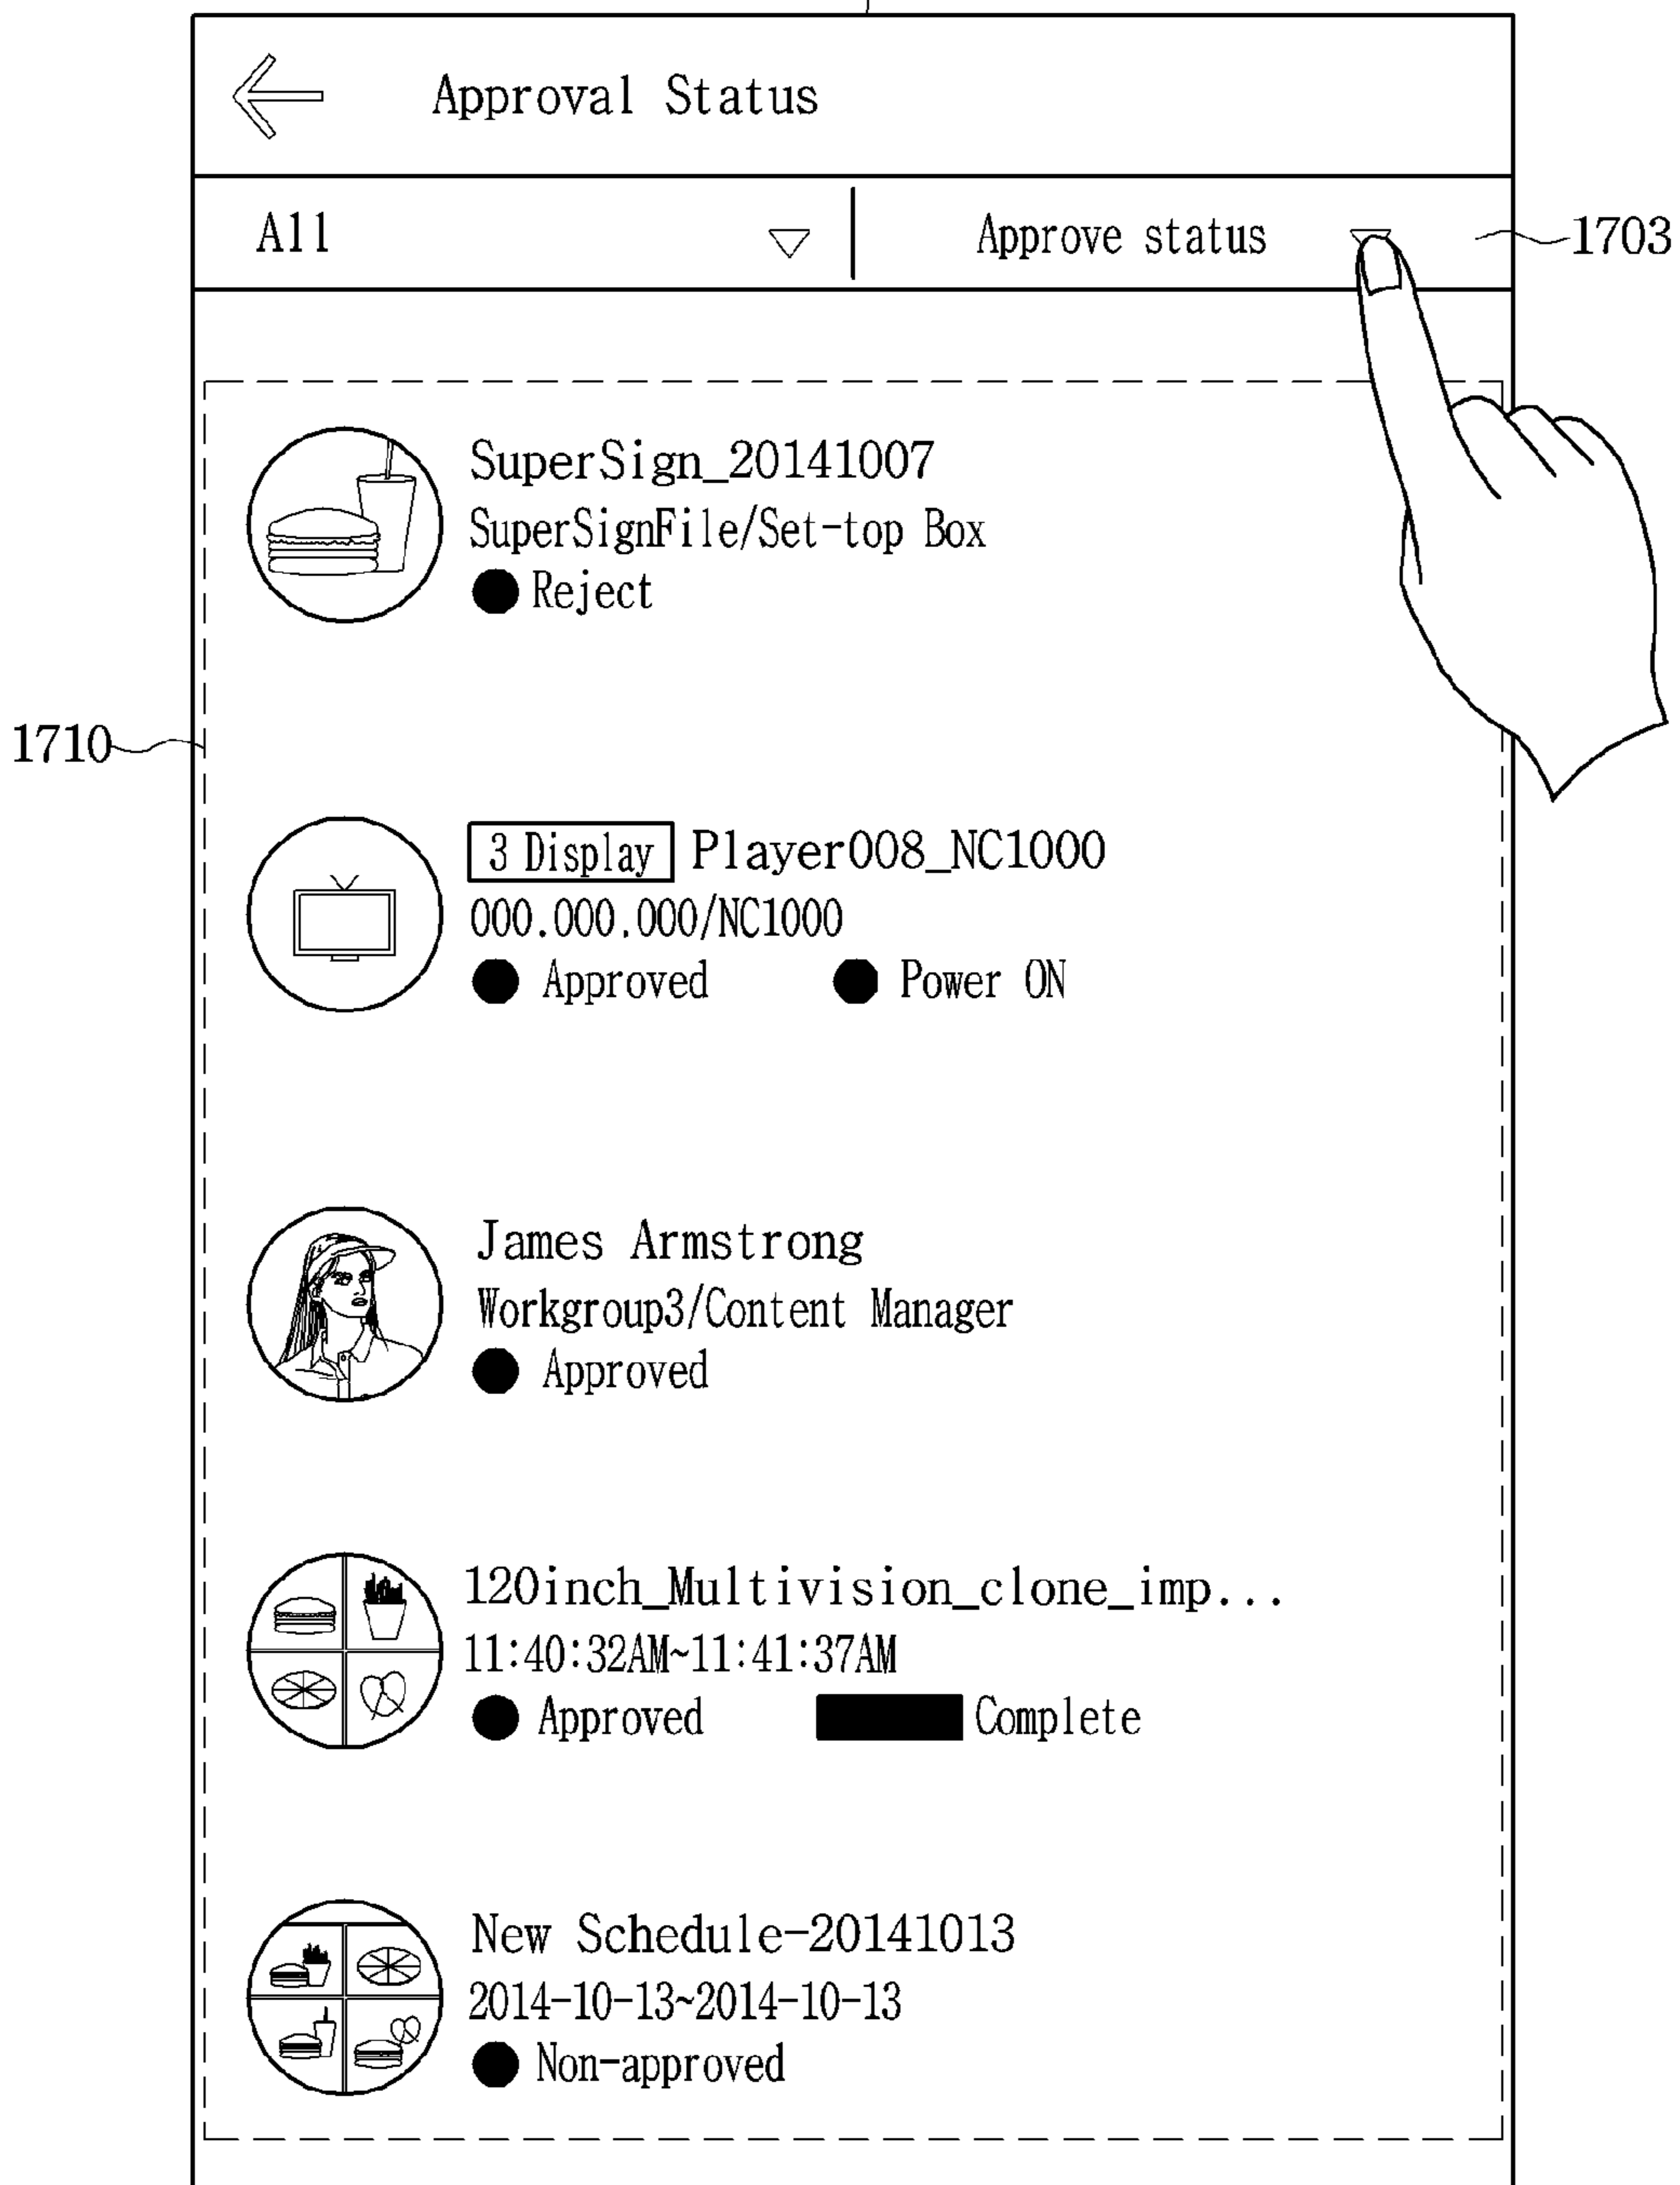 Approval Status
All
Approve status
1703
SuperSign_20141007
SuperSignFile/Set-top Box
Reject
1710
3 Display Player008_NC1000
000.000.000/NC1000
Approved Power ON
James Armstrong
Workgroup3/Content Manager
Approved
120inch_Multivision_clone_imp...
11:40:32AM~11:41:37AM
Approved Complete
New Schedule-20141013
2014-10-13~2014-10-13
Non-approved